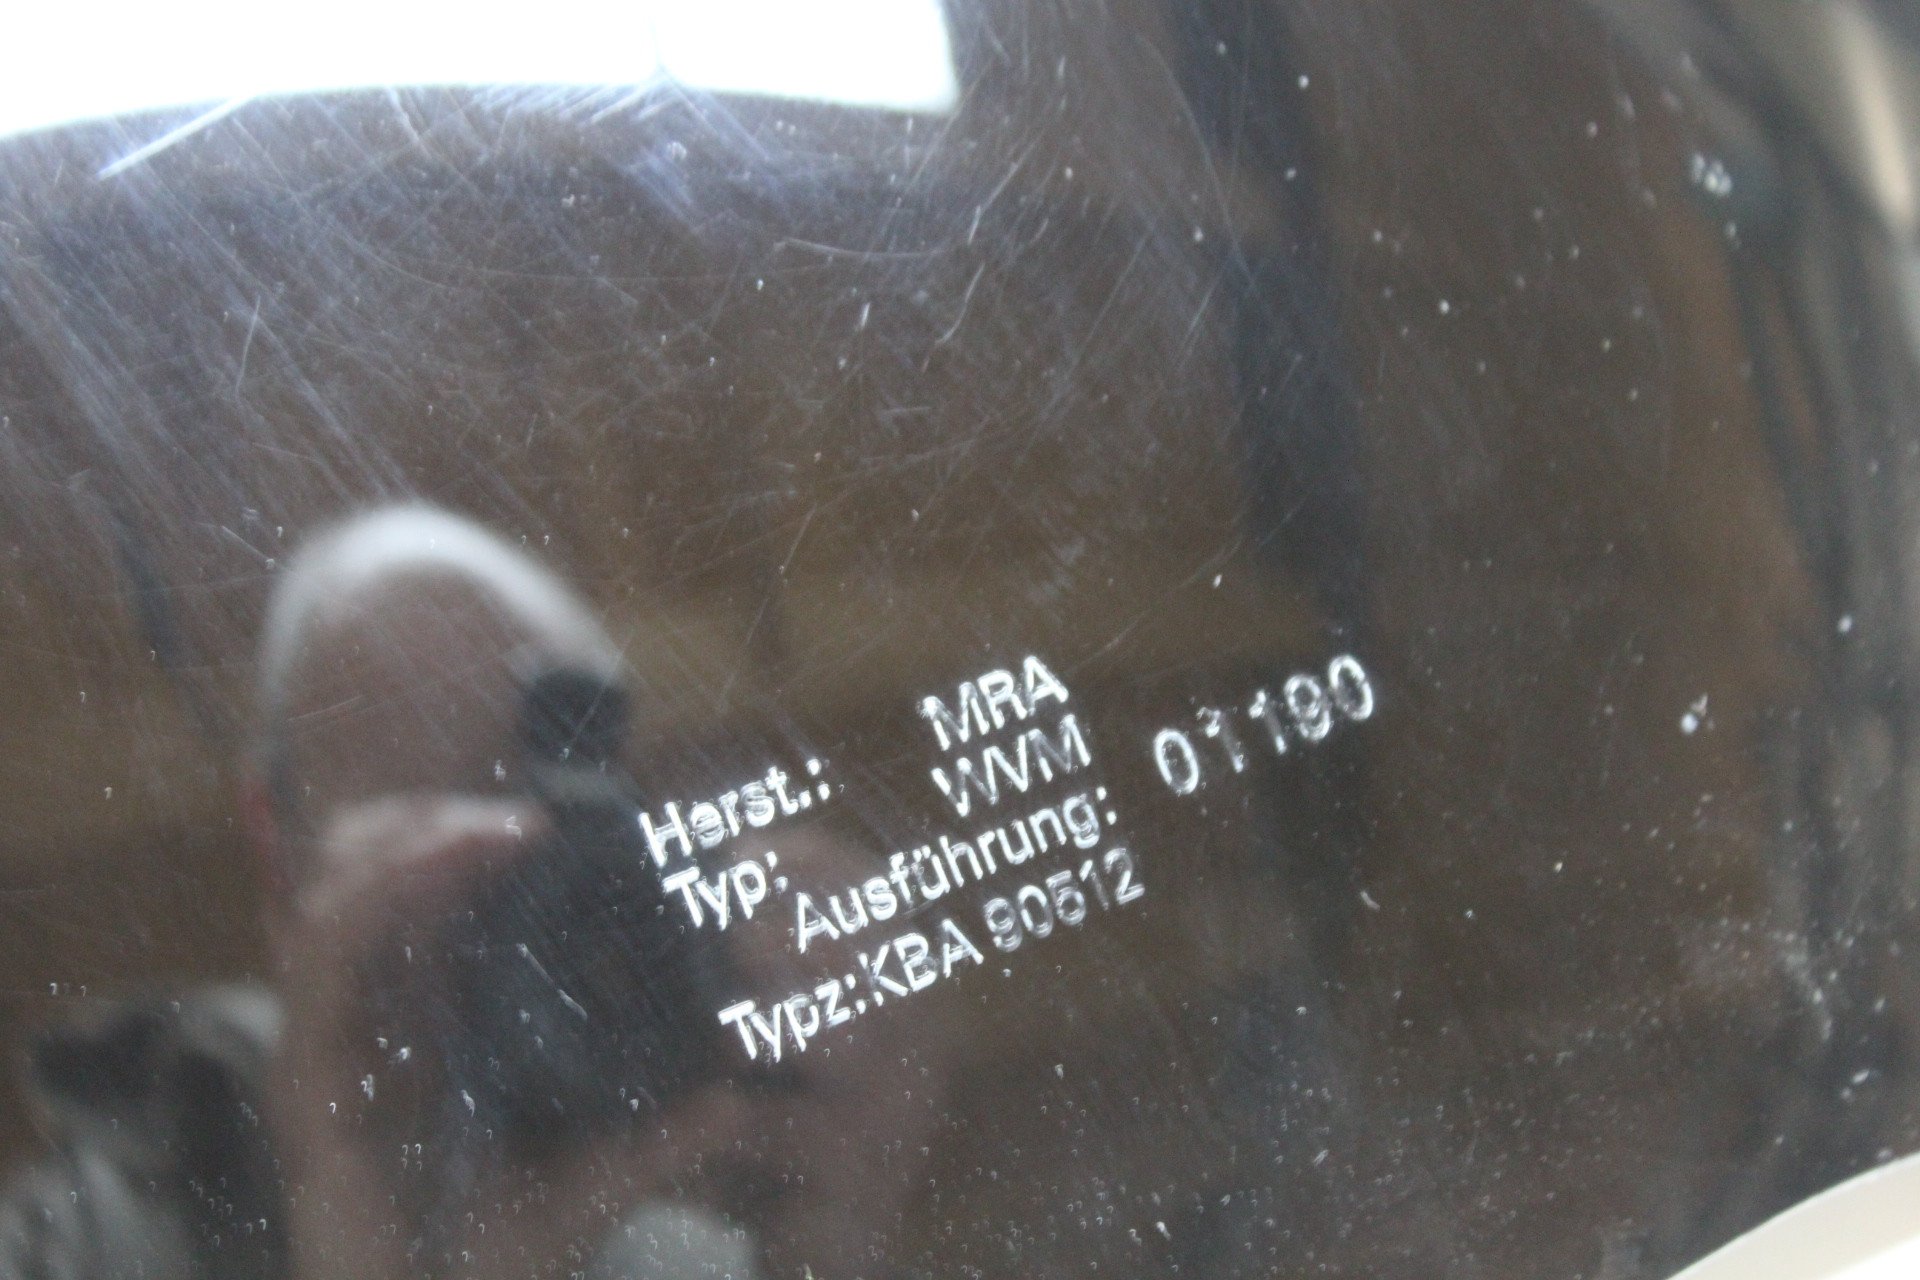 Herst.: MRA
Typ: WVM
Ausführung: 01190
Typz:KBA 90512